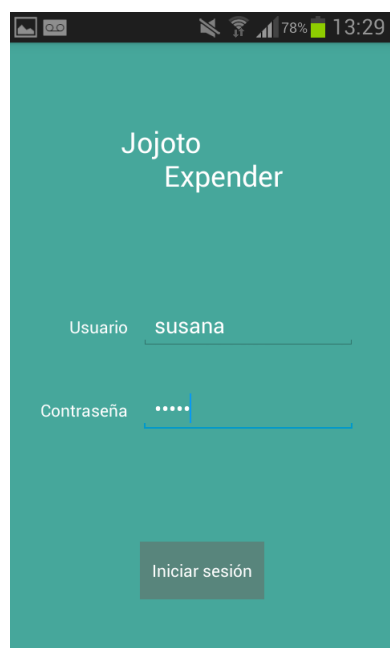 78% 13:29
Jojoto
Expender
Usuario susana
Contraseña •••••
Iniciar sesión